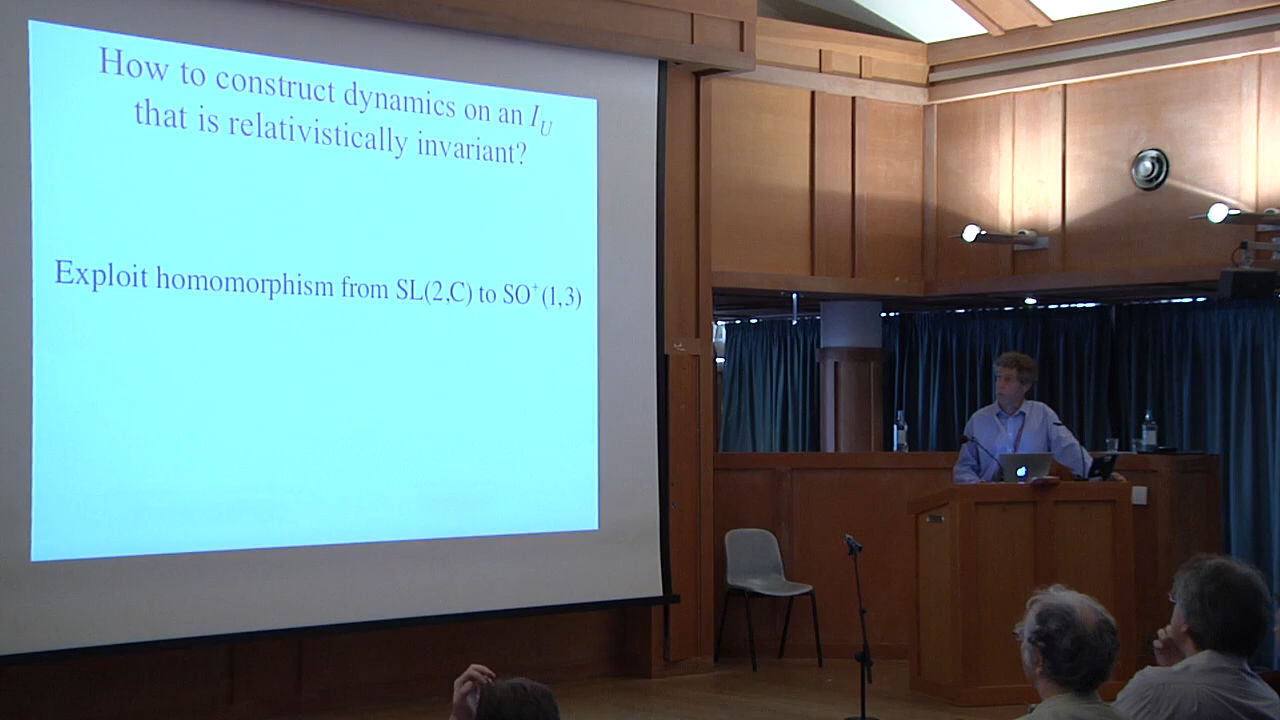 How to construct dynamics on an I_U
that is relativistically invariant?
Exploit homomorphism from SL(2,C) to SO⁺(1,3)